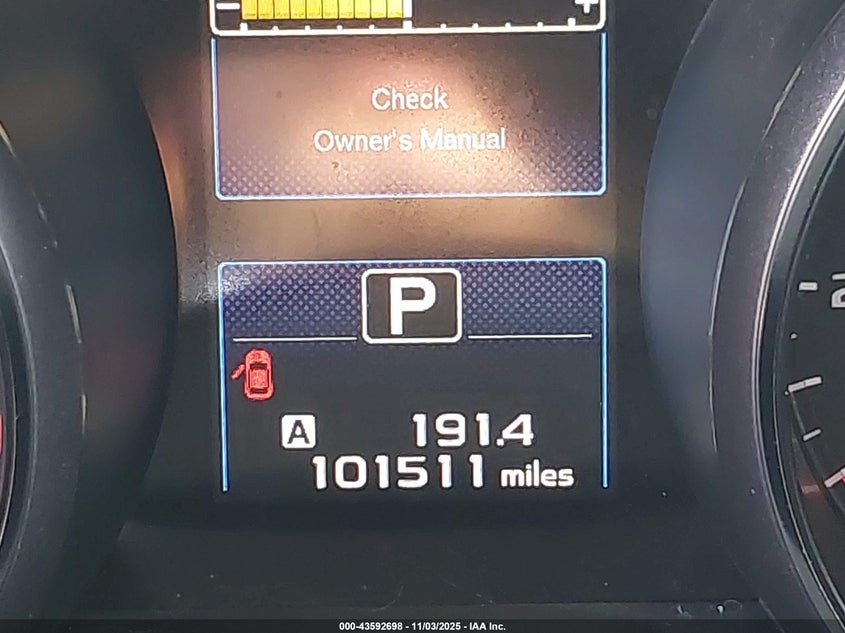 - +
Check
Owner's Manual
P
A 191.4
101511 miles
000-43592698 - 11/03/2025 - IAA Inc.